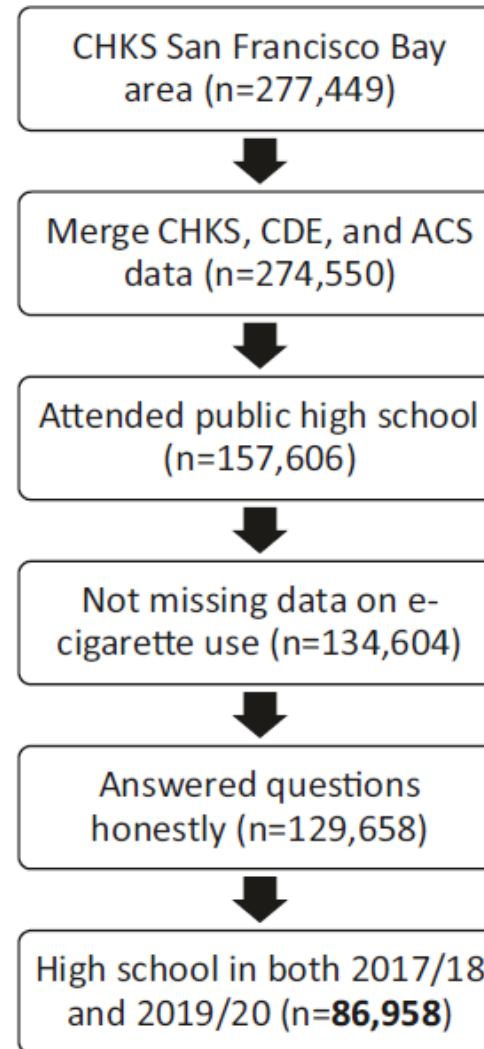 CHKS San Francisco Bay
area (n=277,449)
Merge CHKS, CDE, and ACS
data (n=274,550)
Attended public high school
(n=157,606)
Not missing data on e-
cigarette use (n=134,604)
Answered questions
honestly (n=129,658)
High school in both 2017/18
and 2019/20 (n=86,958)